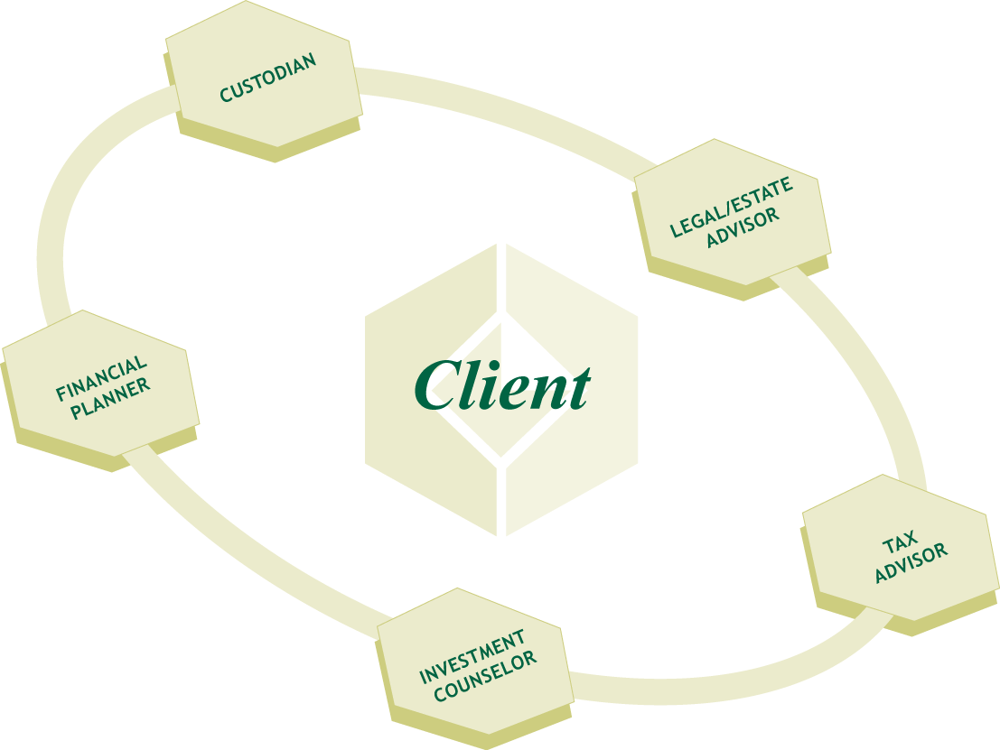 CUSTODIAN
LEGAL/ESTATE
ADVISOR
FINANCIAL
PLANNER
Client
TAX
ADVISOR
INVESTMENT
COUNSELOR